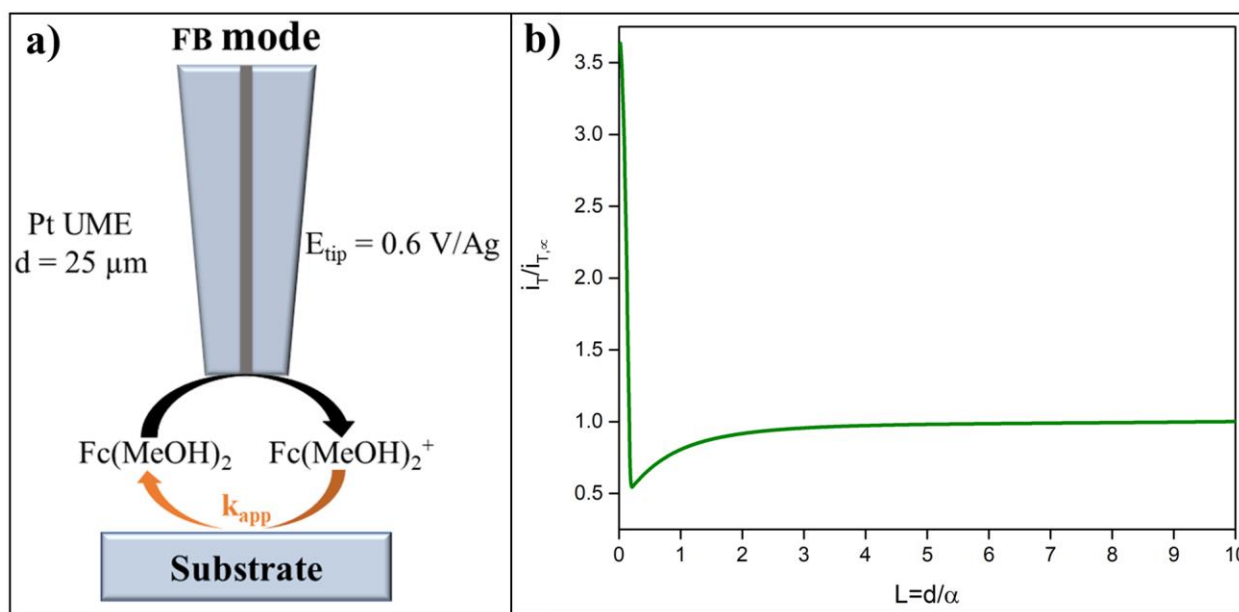 a)
FB mode
Pt UME
d = 25 µm
E_tip = 0.6 V/Ag
Fc(MeOH)₂ Fc(MeOH)₂⁺
k_app
Substrate
b)
3.5
3.0
2.5
2.0
1.5
1.0
0.5
i_T/i_T,∝
0 1 2 3 4 5 6 7 8 9 10
L=d/α